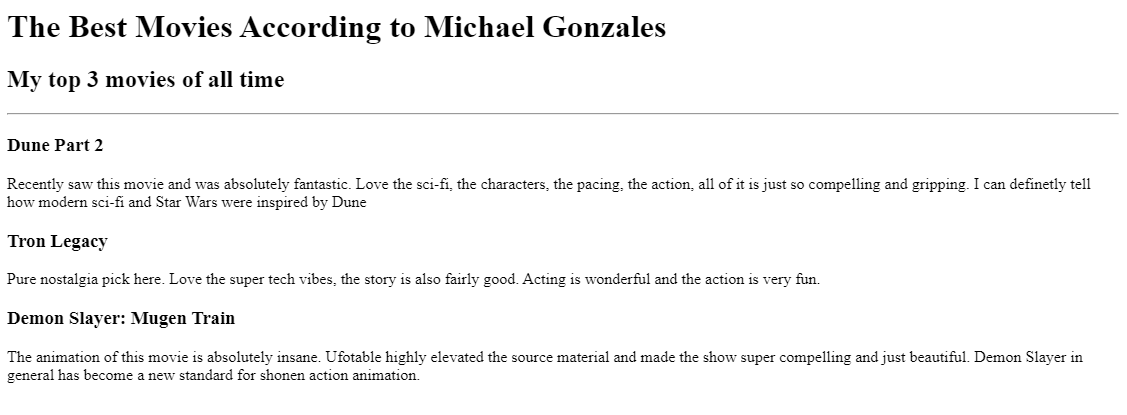 The Best Movies According to Michael Gonzales
My top 3 movies of all time
Dune Part 2
Recently saw this movie and was absolutely fantastic. Love the sci-fi, the characters, the pacing, the action, all of it is just so compelling and gripping. I can definetly tell
how modern sci-fi and Star Wars were inspired by Dune
Tron Legacy
Pure nostalgia pick here. Love the super tech vibes, the story is also fairly good. Acting is wonderful and the action is very fun.
Demon Slayer: Mugen Train
The animation of this movie is absolutely insane. Ufotable highly elevated the source material and made the show super compelling and just beautiful. Demon Slayer in
general has become a new standard for shonen action animation.